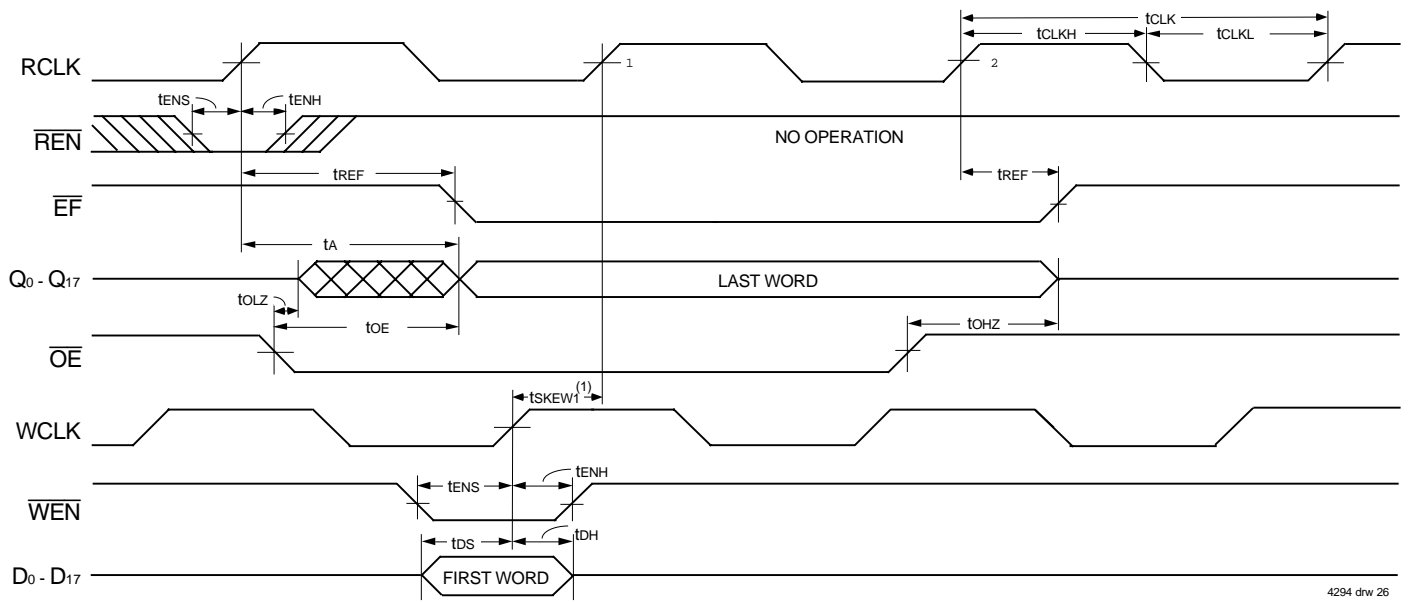 tCLK
tCLKH tCLKL
RCLK 1 2
tENS tENH
REN NO OPERATION
tREF tREF
EF
tA
Q0 - Q17 LAST WORD
tOLZ
tOE tOHZ
OE
tSKEW1(1)
WCLK
tENS tENH
WEN
tDS tDH
D0 - D17 FIRST WORD
4294 drw 26